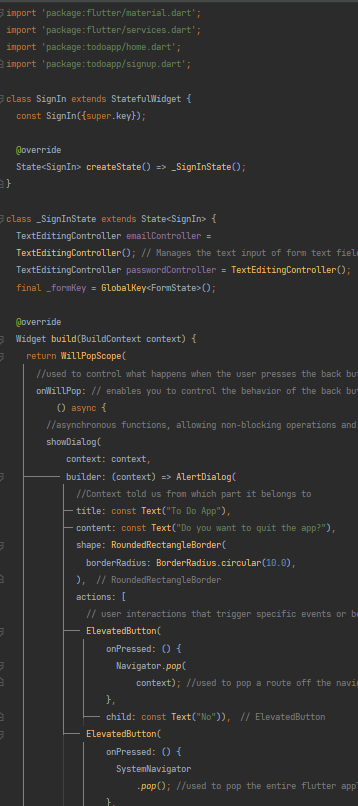 import 'package:flutter/material.dart';
import 'package:flutter/services.dart';
import 'package:todoapp/home.dart';
import 'package:todoapp/signup.dart';
class SignIn extends StatefulWidget {
const SignIn({super.key});
@override
State<SignIn> createState() => _SignInState();
}
class _SignInState extends State<SignIn> {
TextEditingController emailController =
TextEditingController(); // Manages the text input of form text fiel
TextEditingController passwordController = TextEditingController();
final _formKey = GlobalKey<FormState>();
@override
Widget build(BuildContext context) {
return WillPopScope(
//used to control what happens when the user presses the back but
onWillPop: // enables you to control the behavior of the back but
() async {
//asynchronous functions, allowing non-blocking operations and
showDialog(
context: context,
builder: (context) => AlertDialog(
//Context told us from which part it belongs to
title: const Text("To Do App"),
content: const Text("Do you want to quit the app?"),
shape: RoundedRectangleBorder(
borderRadius: BorderRadius.circular(10.0),
), // RoundedRectangleBorder
actions: [
// user interactions that trigger specific events or be
ElevatedButton(
onPressed: () {
Navigator.pop(
context); //used to pop a route off the navi
},
child: const Text("No")), // ElevatedButton
ElevatedButton(
onPressed: () {
SystemNavigator
.pop(); //used to pop the entire flutter app
},